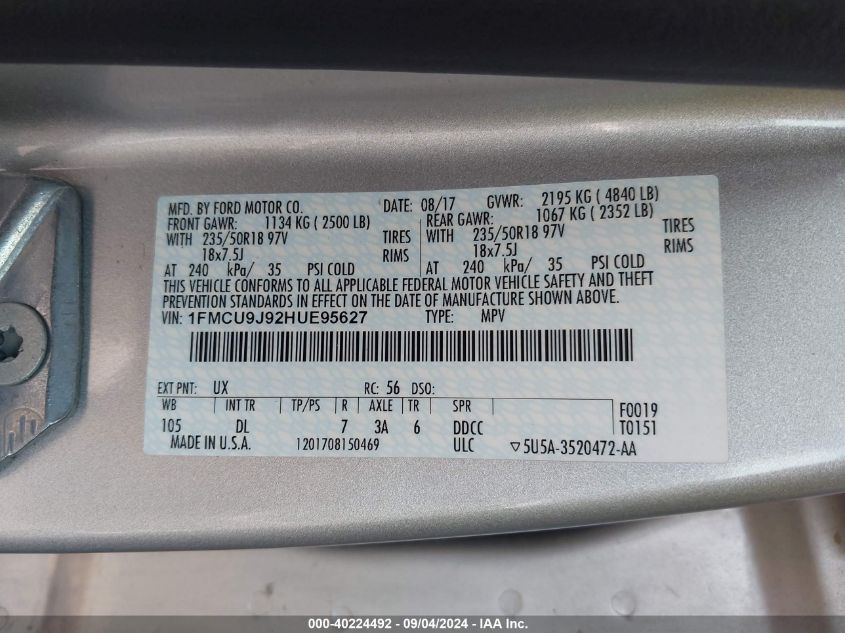 MFD. BY FORD MOTOR CO. DATE: 08/17 GVWR: 2195 KG ( 4840 LB)
FRONT GAWR: 1134 KG ( 2500 LB) REAR GAWR: 1067 KG ( 2352 LB)
WITH 235/50R18 97V TIRES WITH 235/50R18 97V TIRES
18x7.5J RIMS 18x7.5J RIMS
AT 240 kPa/ 35 PSI COLD AT 240 kPa/ 35 PSI COLD
THIS VEHICLE CONFORMS TO ALL APPLICABLE FEDERAL MOTOR VEHICLE SAFETY AND THEFT
PREVENTION STANDARDS IN EFFECT ON THE DATE OF MANUFACTURE SHOWN ABOVE.
VIN: 1FMCU9J92HUE95627 TYPE: MPV
EXT PNT: UX RC: 56 DSO:
WB INT TR TP/PS R AXLE TR SPR F0019
105 DL 7 3A 6 DDCC T0151
MADE IN U.S.A. 1201708150469 ULC ▽5U5A-3520472-AA
000-40224492 - 09/04/2024 - IAA Inc.